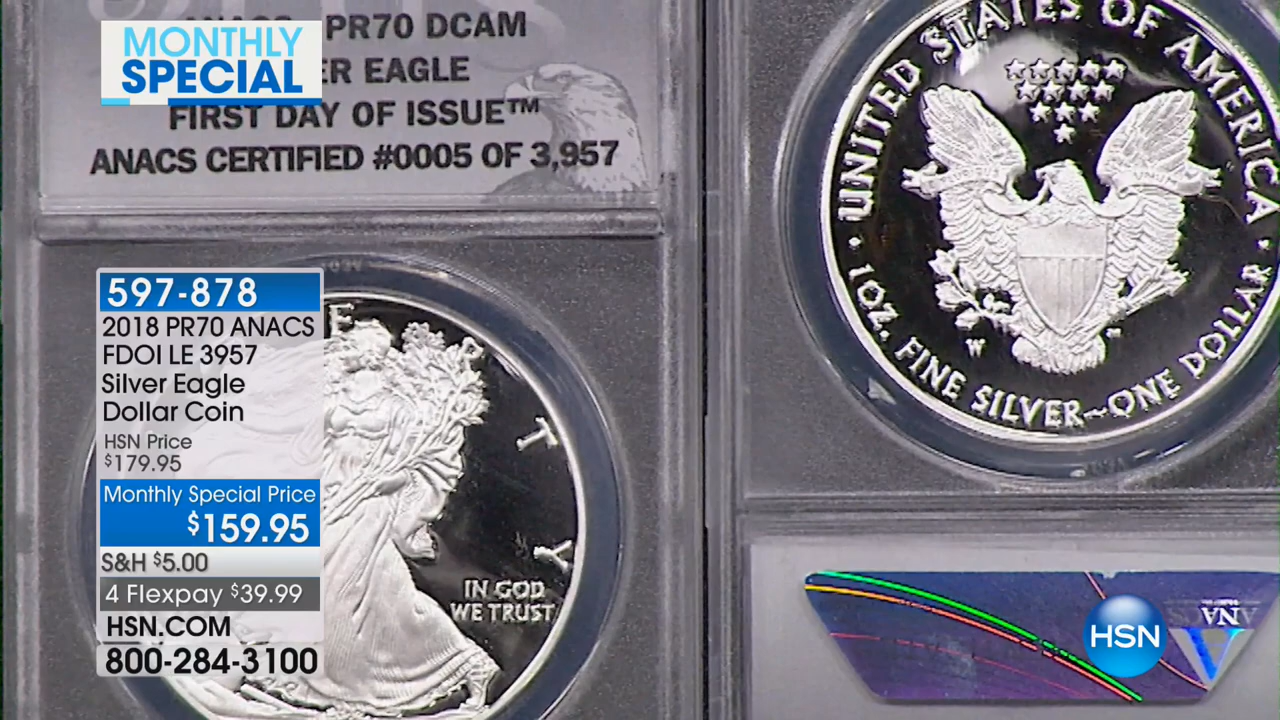 MONTHLY
SPECIAL
PR70 DCAM
EAGLE
FIRST DAY OF ISSUE™
ANACS CERTIFIED #0005 OF 3,957
597-878
2018 PR70 ANACS
FDOI LE 3957
Silver Eagle
Dollar Coin
HSN Price
$179.95
Monthly Special Price
$159.95
S&H $5.00
4 Flexpay $39.99
HSN.COM
800-284-3100
E
T
Y
IN GOD
WE TRUST
UNITED STATES OF AMERICA
1 OZ. FINE SILVER~ONE DOLLAR
W
HSN